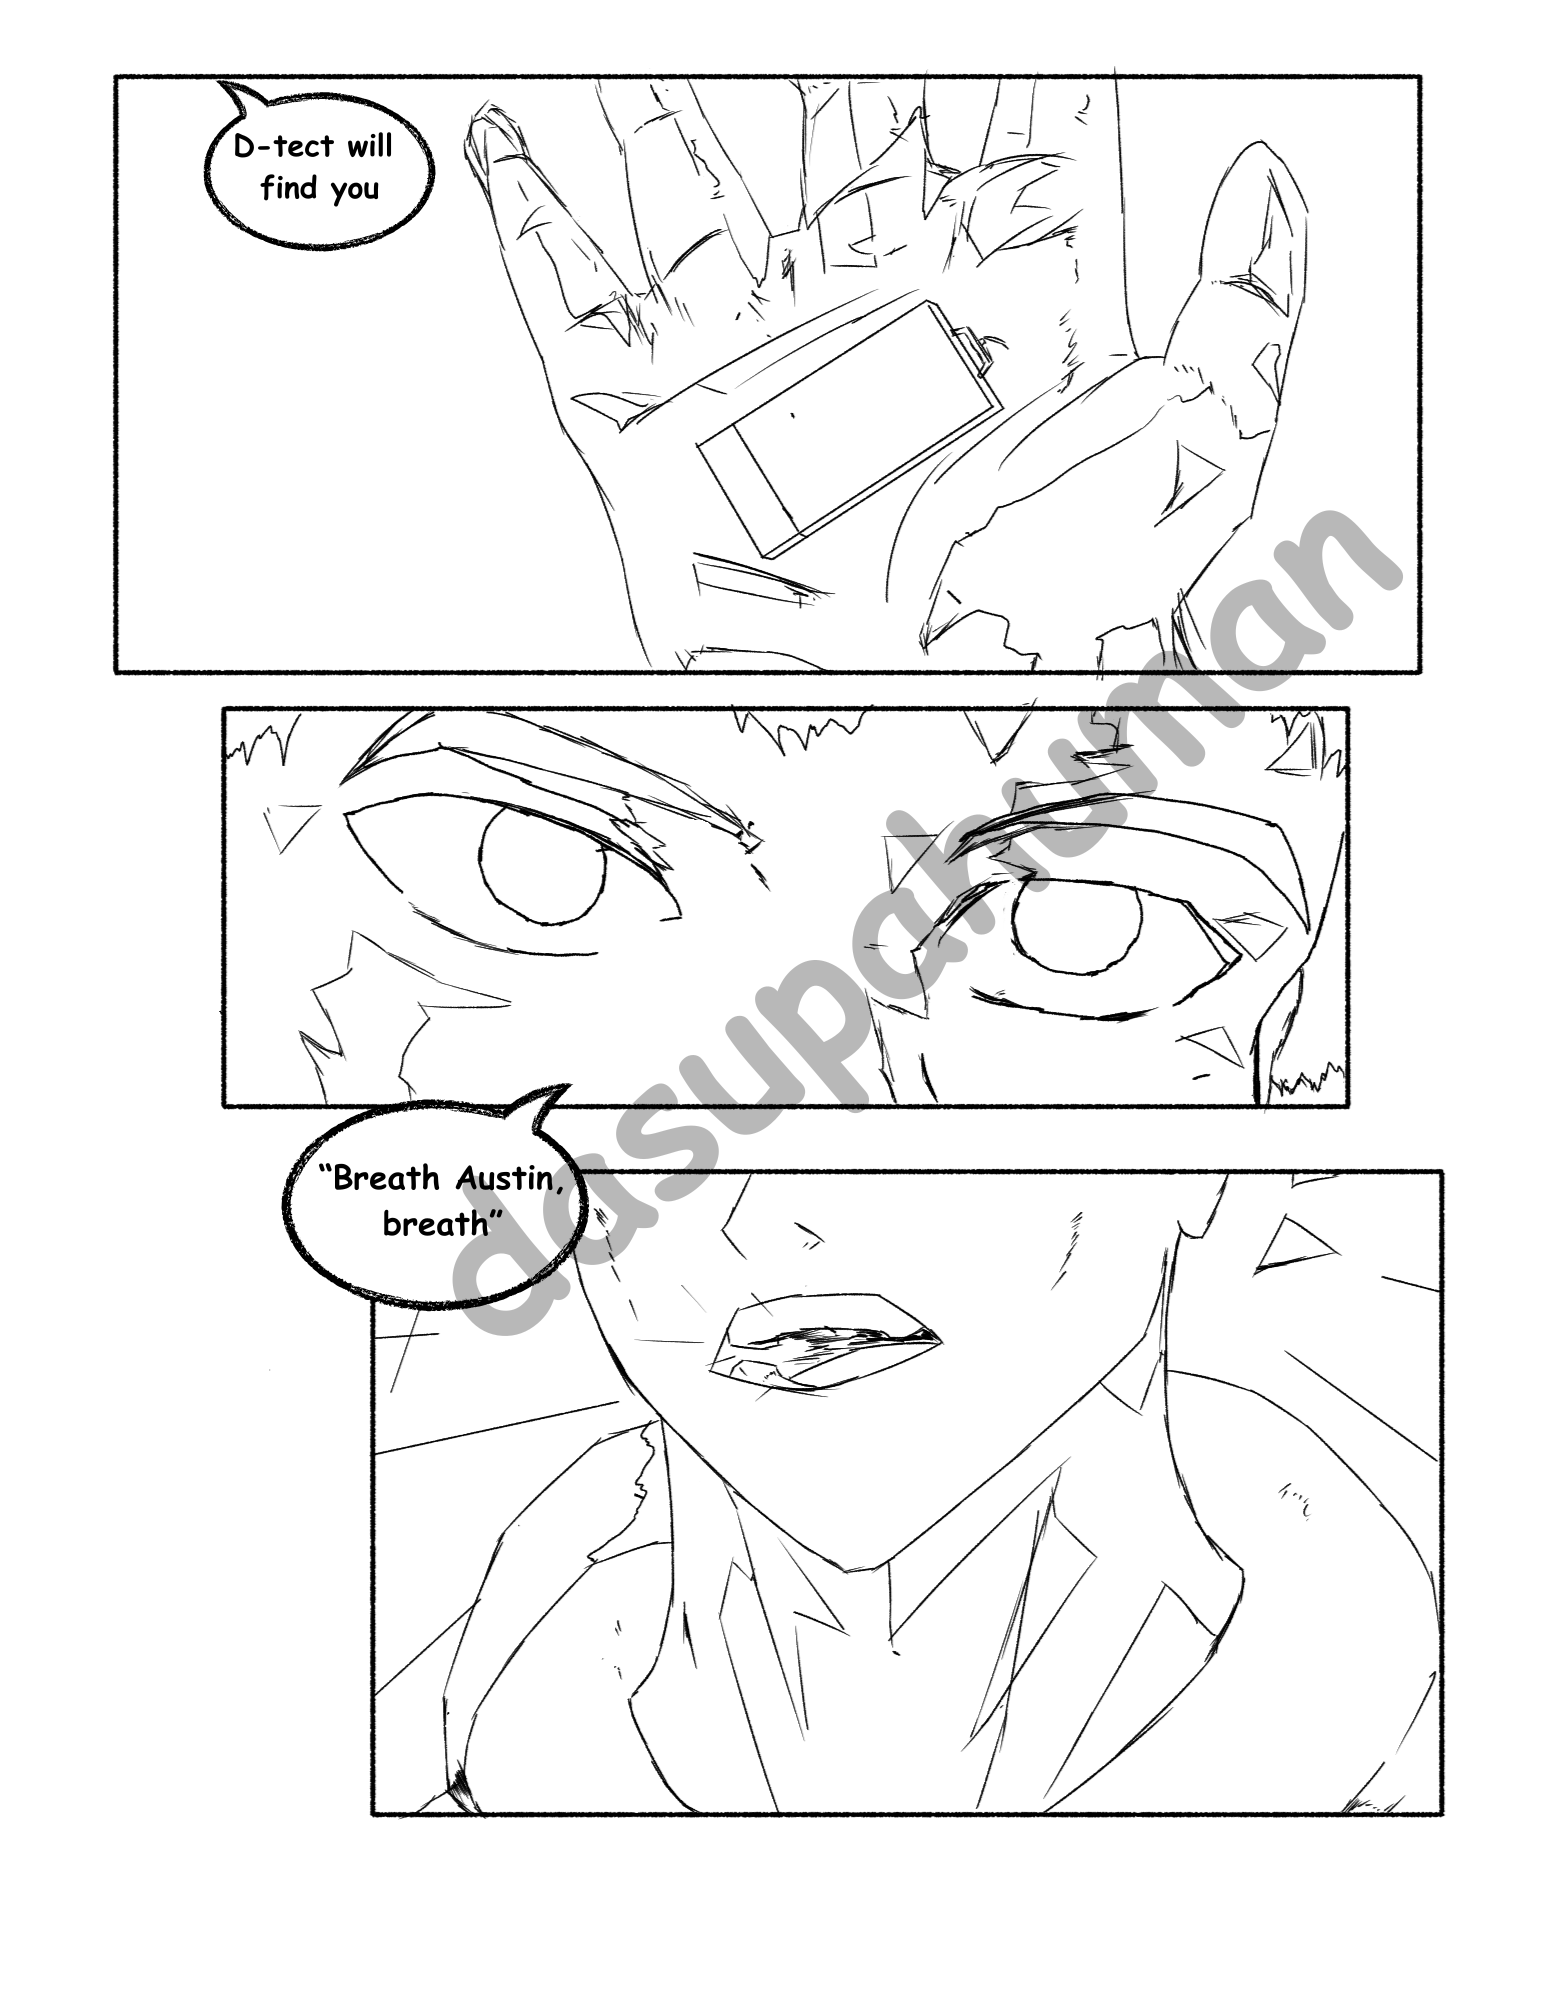 D-tect will
find you
“Breath Austin,
breath”
dasupahuman